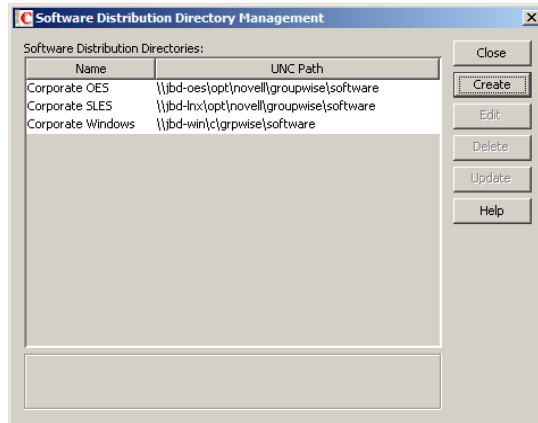 Software Distribution Directory Management
Software Distribution Directories:
Name UNC Path
Corporate OES \\jbd-oes\opt\novell\groupwise\software
Corporate SLES \\jbd-lnx\opt\novell\groupwise\software
Corporate Windows \\jbd-win\c\grpwise\software
Close
Create
Edit
Delete
Update
Help